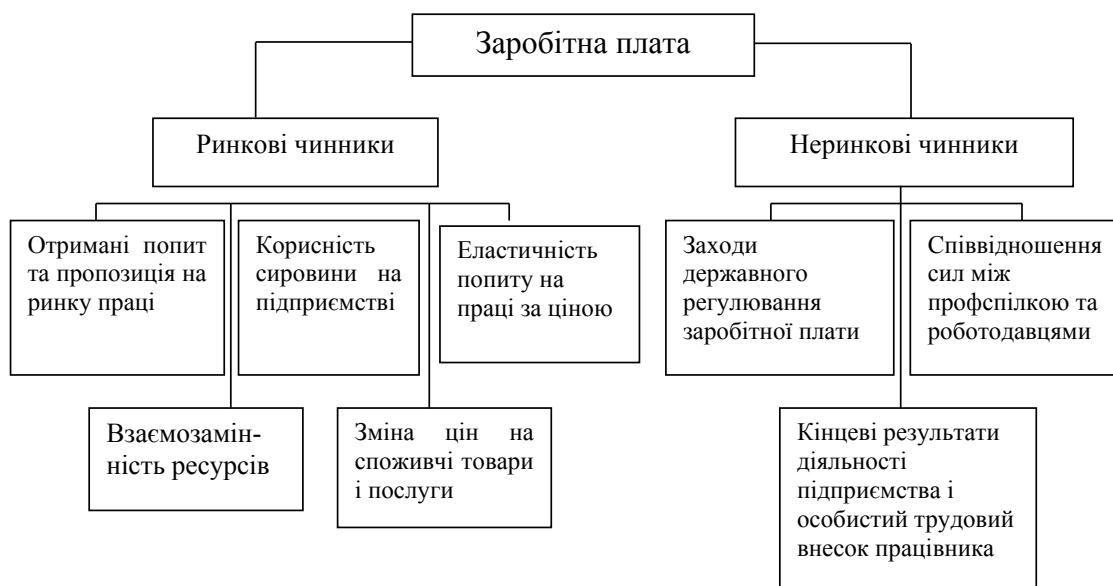 Заробітна плата
Ринкові чинники
Неринкові чинники
Отримані попит
та пропозиція на
ринку праці
Корисність
сировини на
підприємстві
Еластичність
попиту на
праці за ціною
Заходи
державного
регулювання
заробітної плати
Співвідношення
сил між
профспілкою та
роботодавцями
Взаємозамін-
ність ресурсів
Зміна цін на
споживчі товари
і послуги
Кінцеві результати
діяльності
підприємства і
особистий трудовий
внесок працівника